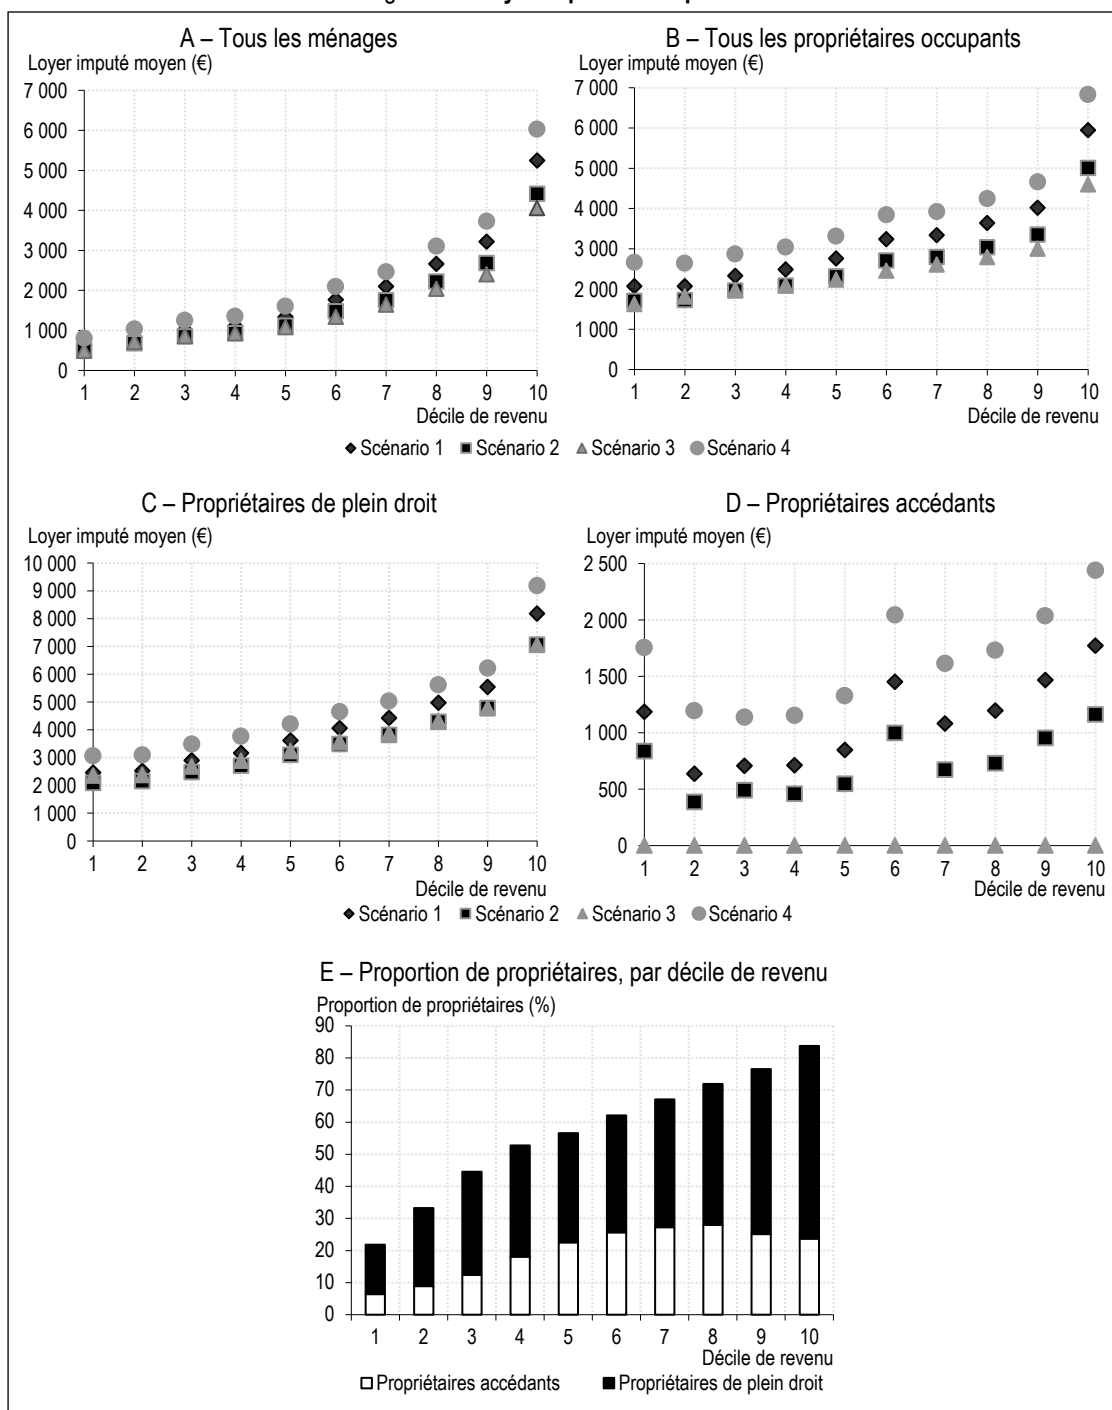 A – Tous les ménages
Loyer imputé moyen (€)
7 000
6 000
5 000
4 000
3 000
2 000
1 000
0
1 2 3 4 5 6 7 8 9 10
Décile de revenu
B – Tous les propriétaires occupants
Loyer imputé moyen (€)
7 000
6 000
5 000
4 000
3 000
2 000
1 000
0
1 2 3 4 5 6 7 8 9 10
Décile de revenu
Scénario 1 Scénario 2 Scénario 3 Scénario 4
C – Propriétaires de plein droit
Loyer imputé moyen (€)
10 000
9 000
8 000
7 000
6 000
5 000
4 000
3 000
2 000
1 000
0
1 2 3 4 5 6 7 8 9 10
Décile de revenu
D – Propriétaires accédants
Loyer imputé moyen (€)
2 500
2 000
1 500
1 000
500
0
1 2 3 4 5 6 7 8 9 10
Décile de revenu
Scénario 1 Scénario 2 Scénario 3 Scénario 4
E – Proportion de propriétaires, par décile de revenu
Proportion de propriétaires (%)
90
80
70
60
50
40
30
20
10
0
1 2 3 4 5 6 7 8 9 10
Décile de revenu
Propriétaires accédants Propriétaires de plein droit